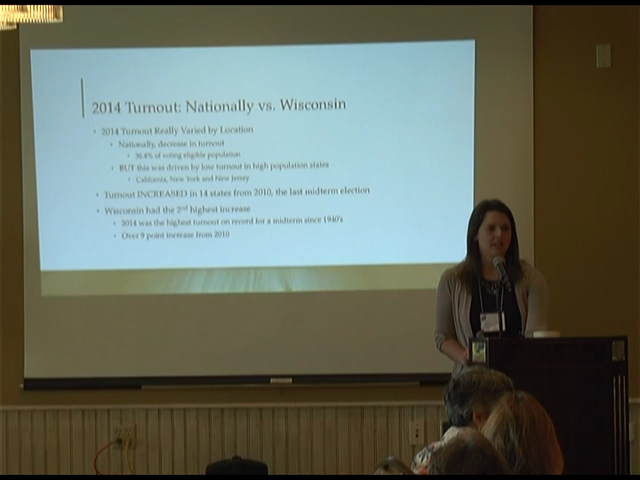 2014 Turnout: Nationally vs. Wisconsin
• 2014 Turnout Really Varied by Location
• Nationally, decrease in turnout
• 36.4% of voting eligible population
• BUT this was driven by low turnout in high population states
• California, New York and New Jersey
• Turnout INCREASED in 14 states from 2010, the last midterm election
• Wisconsin had the 2nd highest increase
• 2014 was the highest turnout on record for a midterm since 1940's
• Over 9 point increase from 2010